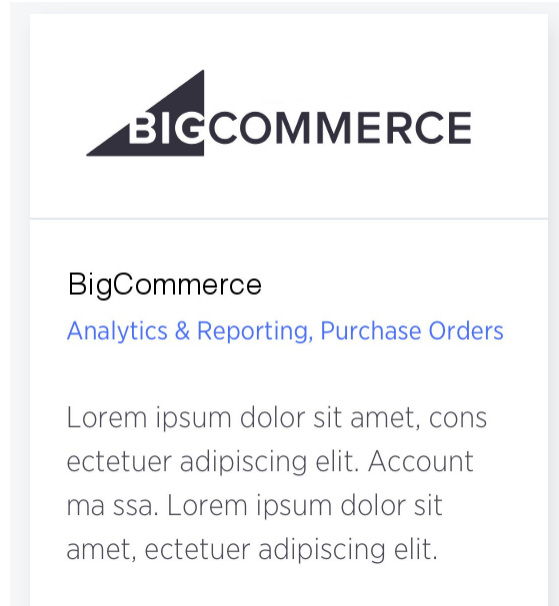 BIGCOMMERCE
BigCommerce
Analytics & Reporting, Purchase Orders
Lorem ipsum dolor sit amet, cons
ectetuer adipiscing elit. Account
ma ssa. Lorem ipsum dolor sit
amet, ectetuer adipiscing elit.